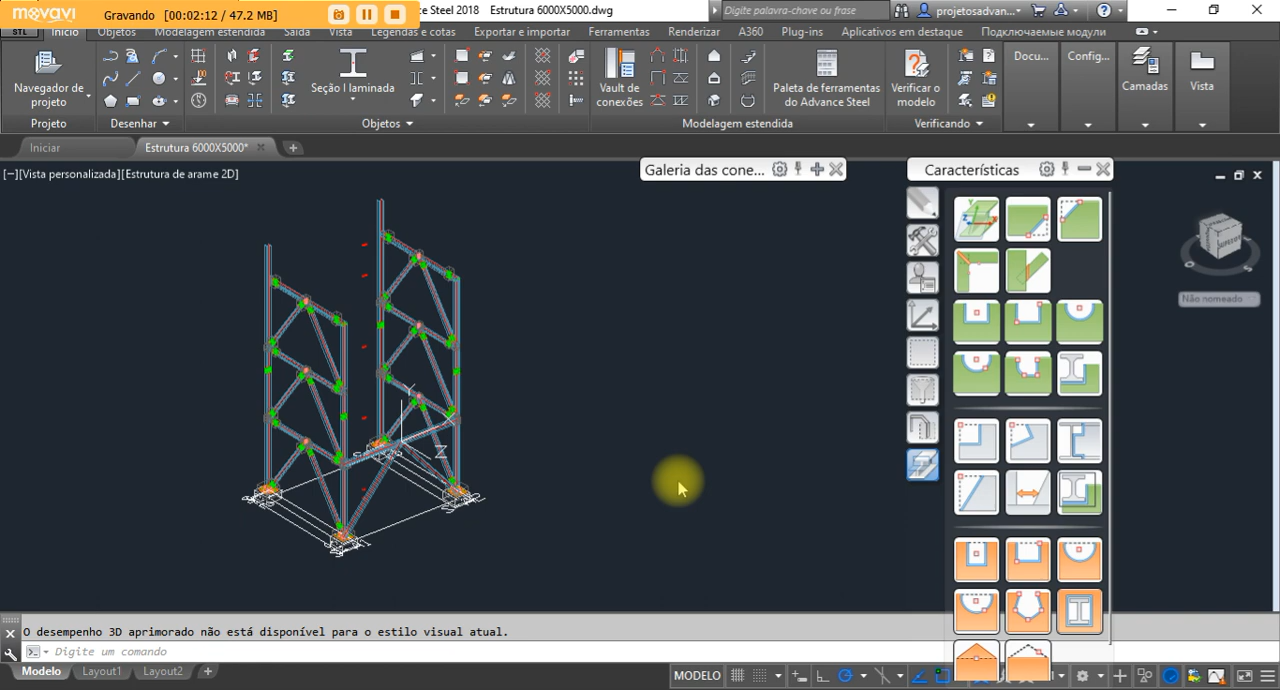 movavi Gravando [00:02:12 / 47.2 MB]
ce Steel 2018 Estrutura 6000X5000.dwg
Digite palavra-chave ou frase
projetosadvan...
STL
Início Objetos Modelagem estendida Saída Vista Legendas e cotas Exportar e importar Ferramentas Renderizar A360 Plug-ins Aplicativos em destaque Подключаемые модули
Navegador de projeto
Seção I laminada
Vault de conexões
Paleta de ferramentas do Advance Steel
Verificar o modelo
Docu...
Config...
Camadas
Vista
Projeto Desenhar Objetos Modelagem estendida Verificando
Iniciar
Estrutura 6000X5000*
[−][Vista personalizada][Estrutura de arame 2D]
Galeria das cone...
Características
SUPERIOR
Não nomeado
Y
X
Z
O desempenho 3D aprimorado não está disponível para o estilo visual atual.
Digite um comando
Modelo Layout1 Layout2
MODELO